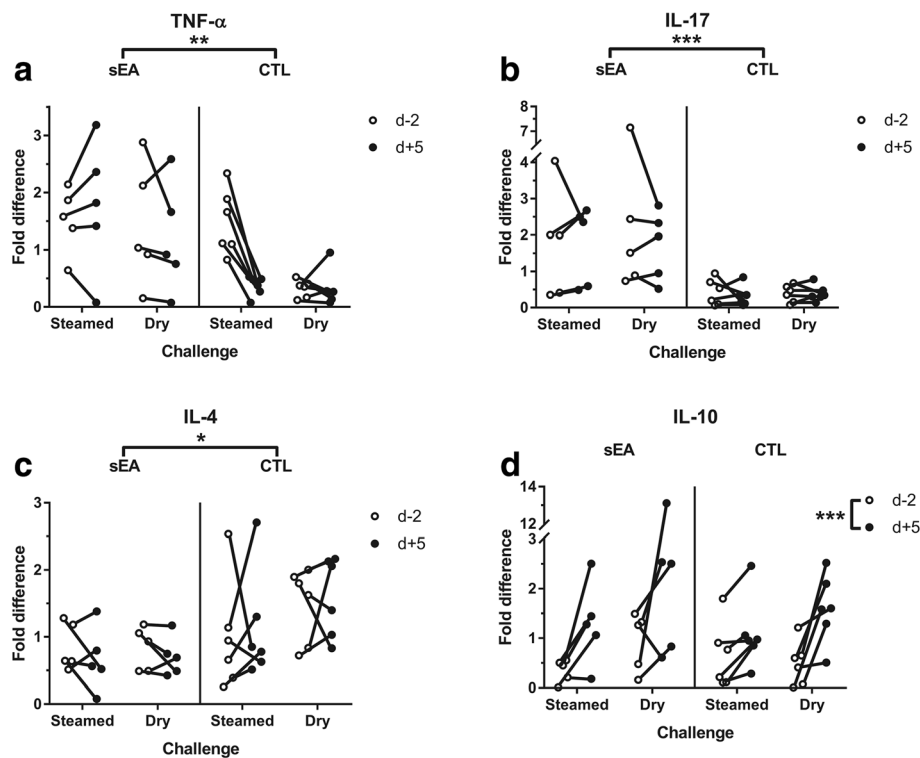 TNF-α
**
a
sEA CTL
d-2
d+5
Fold difference
3
2
1
0
Steamed Dry Steamed Dry
Challenge
IL-17
***
b
sEA CTL
d-2
d+5
Fold difference
8
7
4
3
2
1
0
Steamed Dry Steamed Dry
Challenge
IL-4
*
c
sEA CTL
d-2
d+5
Fold difference
3
2
1
0
Steamed Dry Steamed Dry
Challenge
IL-10
d
sEA CTL
d-2
***
d+5
Fold difference
14
12
3
2
1
0
Steamed Dry Steamed Dry
Challenge